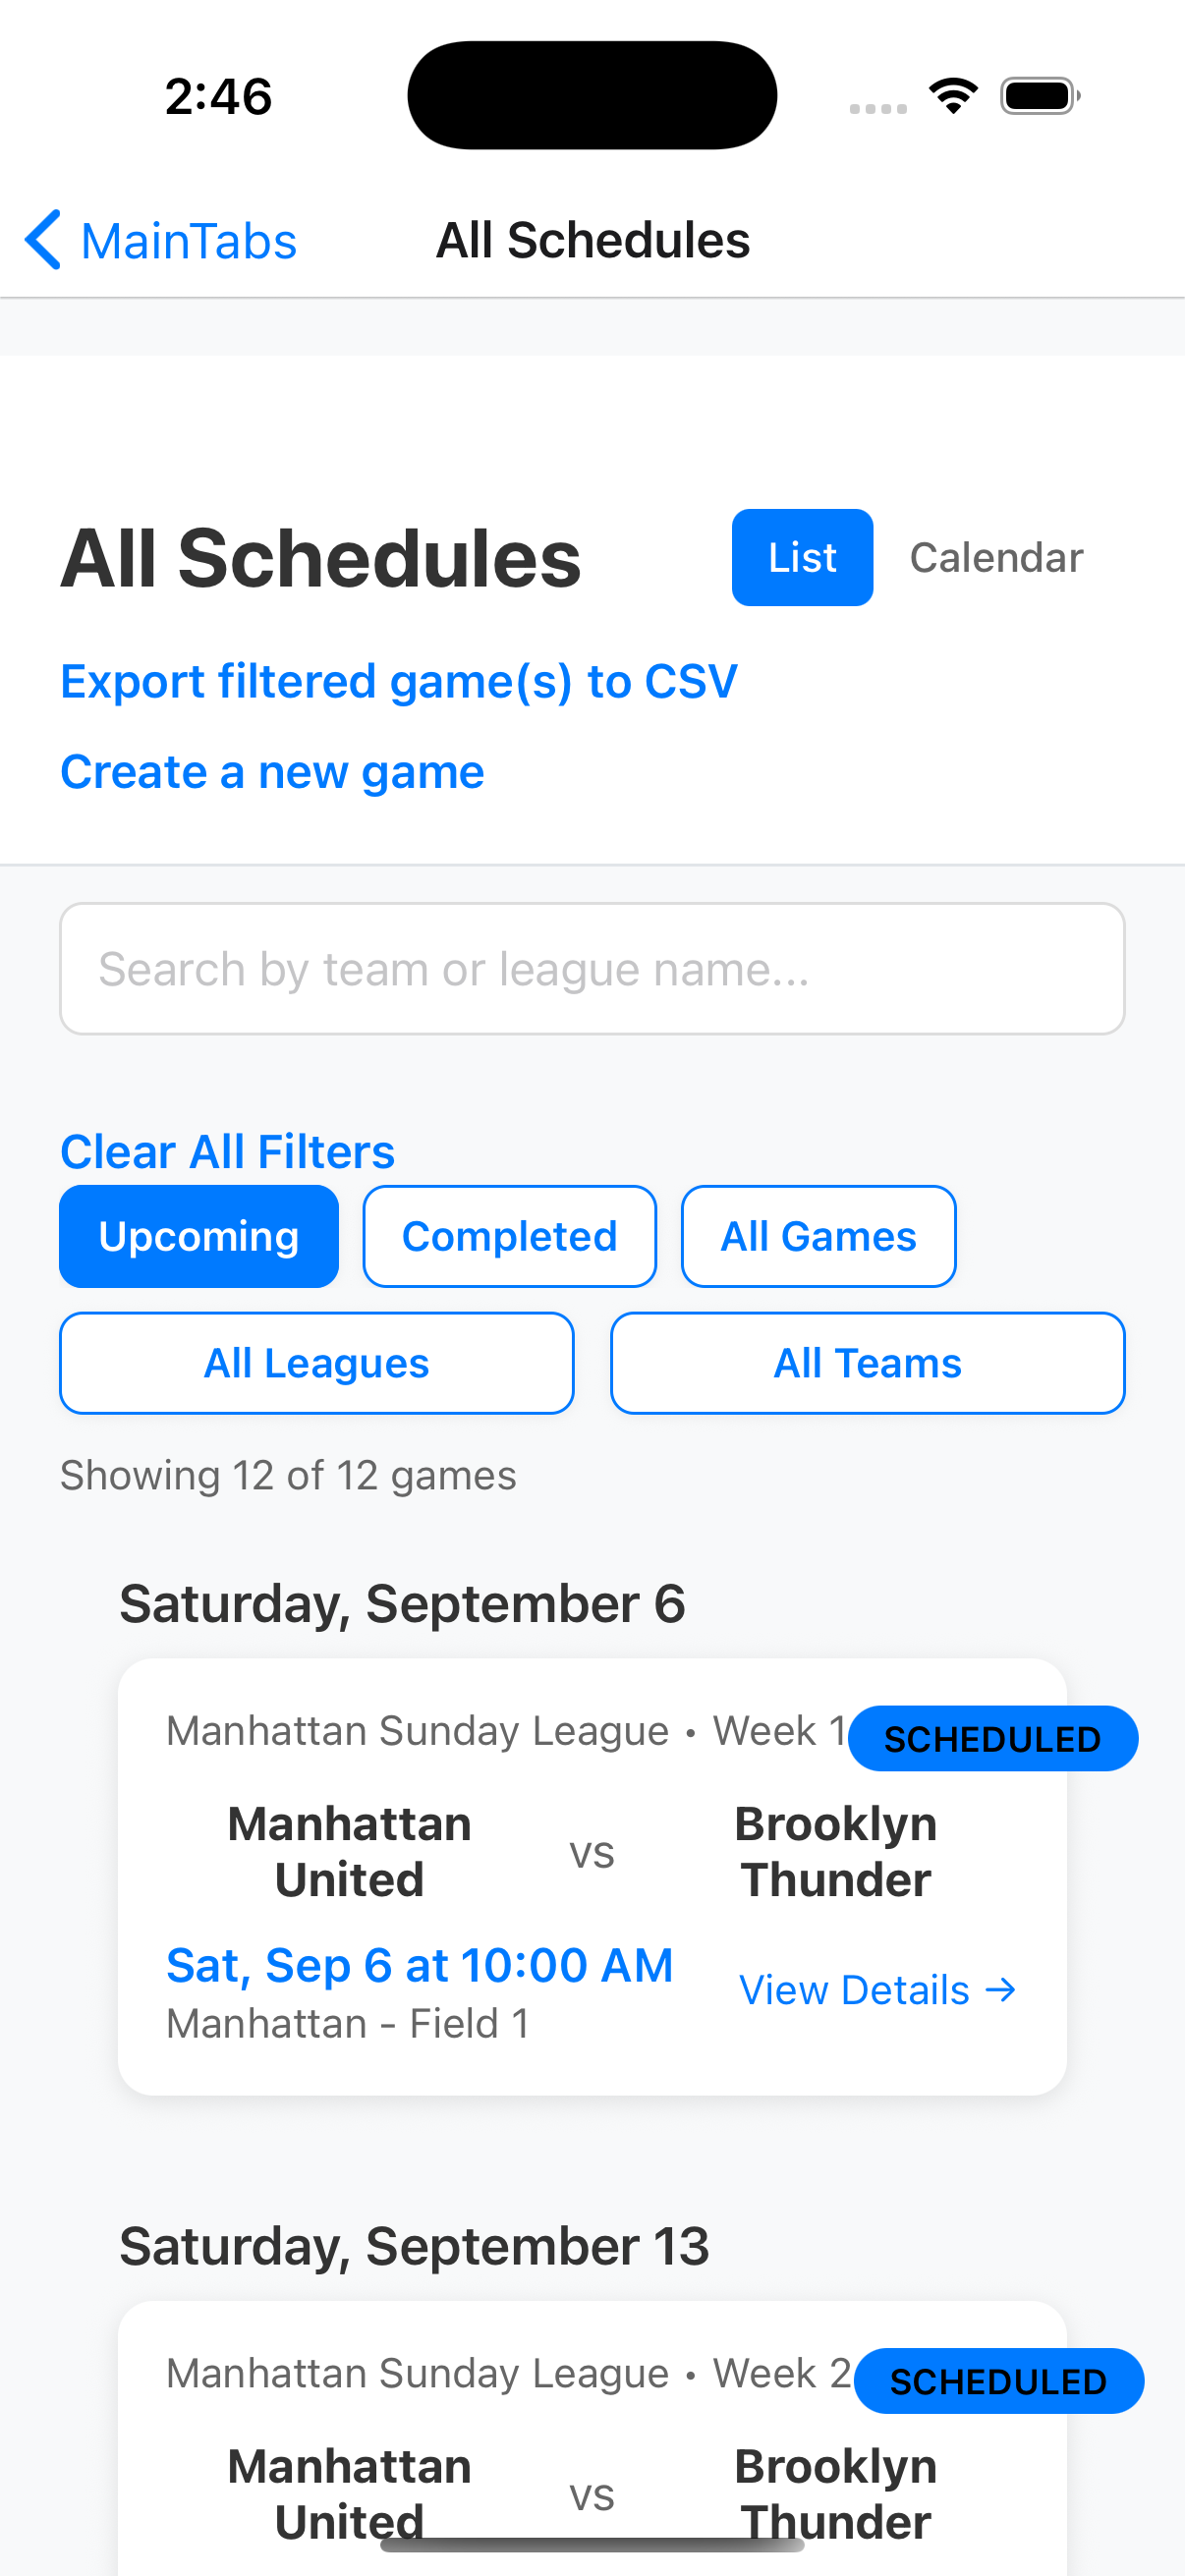 2:46
MainTabs
All Schedules
All Schedules
List
Calendar
Export filtered game(s) to CSV
Create a new game
Search by team or league name...
Clear All Filters
Upcoming
Completed
All Games
All Leagues
All Teams
Showing 12 of 12 games
Saturday, September 6
Manhattan Sunday League • Week 1
SCHEDULED
Manhattan
United
vs
Brooklyn
Thunder
Sat, Sep 6 at 10:00 AM
Manhattan - Field 1
View Details →
Saturday, September 13
Manhattan Sunday League • Week 2
SCHEDULED
Manhattan
United
vs
Brooklyn
Thunder